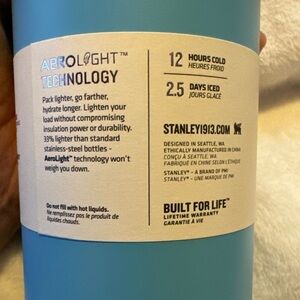 AEROLIGHT™
TECHNOLOGY
Pack lighter, go farther,
hydrate longer. Lighten your
load without compromising
insulation power or durability.
33% lighter than standard
stainless-steel bottles -
AeroLight™ technology won't
weigh you down.
Do not fill with hot liquids.
Ne remplissez pas le produit de
liquides chauds.
12 HOURS COLD
HEURES FROID
2.5 DAYS ICED
JOURS GLACÉ
STANLEY1913.COM
DESIGNED IN SEATTLE, WA
ETHICALLY MANUFACTURED IN CHINA
CONÇU À SEATTLE, WA
FABRIQUÉ EN CHINE SELON L'ÉTHIQUE
STANLEY® - A BRAND OF PMI
STANLEY® - UNE MARQUE DE PMI
BUILT FOR LIFE™
LIFETIME WARRANTY
GARANTIE À VIE